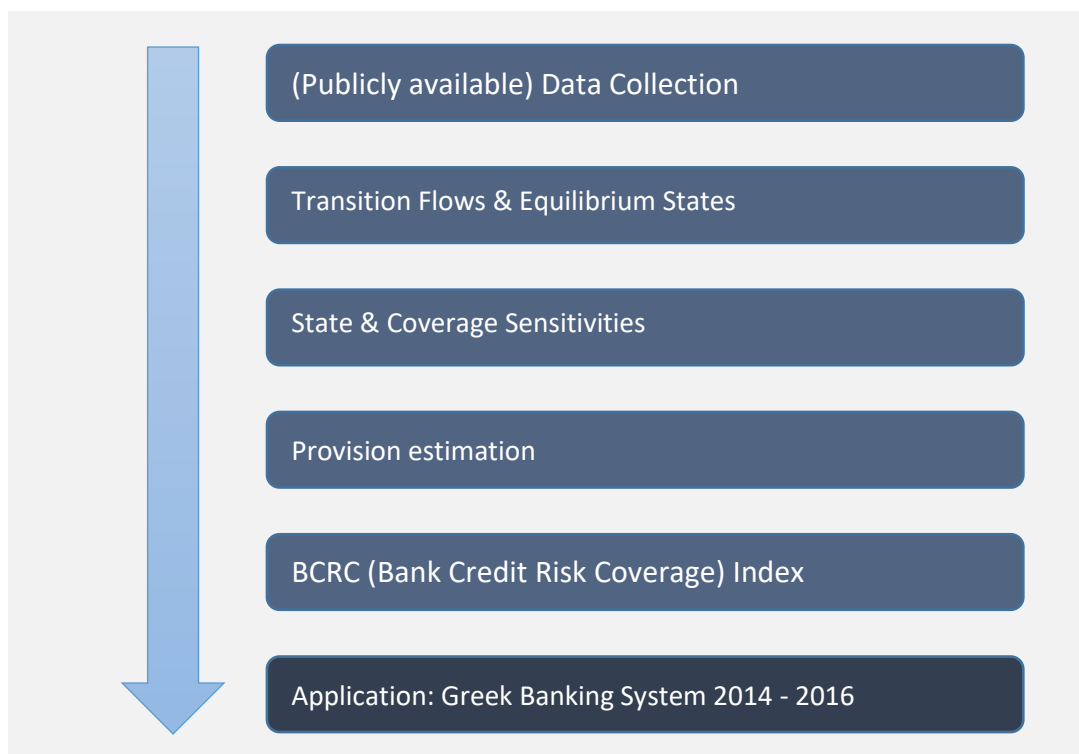 (Publicly available) Data Collection
Transition Flows & Equilibrium States
State & Coverage Sensitivities
Provision estimation
BCRC (Bank Credit Risk Coverage) Index
Application: Greek Banking System 2014 - 2016